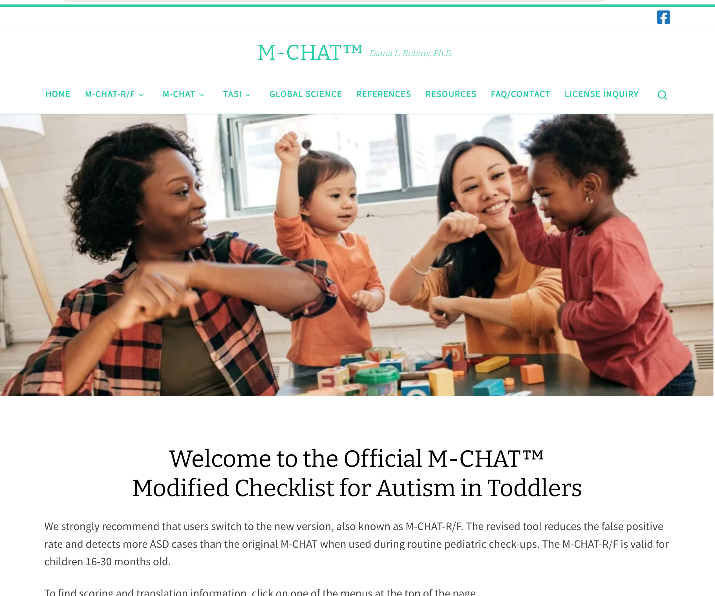 M-CHAT™ Diana L. Robins, Ph.D.
HOME M-CHAT-R/F M-CHAT TASI GLOBAL SCIENCE REFERENCES RESOURCES FAQ/CONTACT LICENSE INQUIRY
Welcome to the Official M-CHAT™
Modified Checklist for Autism in Toddlers
We strongly recommend that users switch to the new version, also known as M-CHAT-R/F. The revised tool reduces the false positive
rate and detects more ASD cases than the original M-CHAT when used during routine pediatric check-ups. The M-CHAT-R/F is valid for
children 16-30 months old.
To find scoring and translation information, click on one of the menus at the top of the page